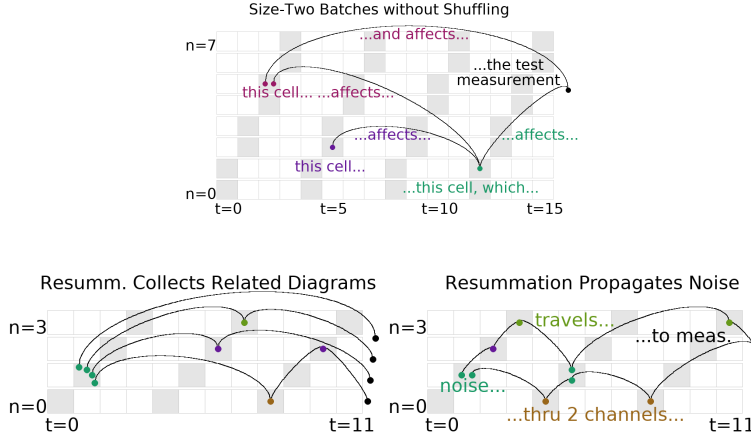 Size-Two Batches without Shuffling
n=7
...and affects...
...the test
measurement
this cell... ...affects...
...affects...
...affects...
this cell...
...this cell, which...
n=0
t=0
t=5
t=10
t=15
Resumm. Collects Related Diagrams
n=3
n=0
t=0
t=11
Resummation Propagates Noise
n=3
travels...
...to meas.
noise...
n=0
...thru 2 channels...
t=0
t=11